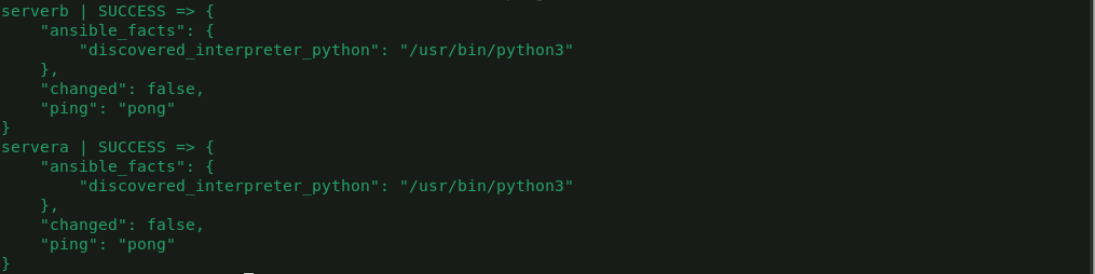 serverb | SUCCESS => {
    "ansible_facts": {
        "discovered_interpreter_python": "/usr/bin/python3"
    },
    "changed": false,
    "ping": "pong"
}
servera | SUCCESS => {
    "ansible_facts": {
        "discovered_interpreter_python": "/usr/bin/python3"
    },
    "changed": false,
    "ping": "pong"
}